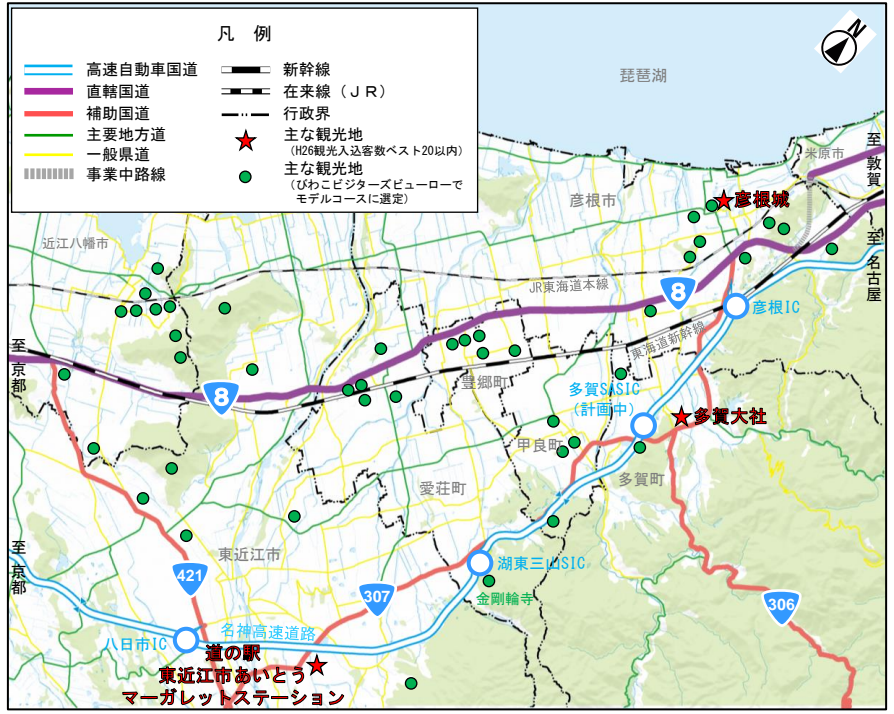 凡 例
高速自動車国道
直轄国道
補助国道
主要地方道
一般県道
事業中路線
新幹線
在来線（ＪＲ）
行政界
主な観光地
（H26観光入込客数ベスト20以内）
主な観光地
（びわこビジターズビューローで
モデルコースに選定）
N
琵琶湖
米原市
至敦賀
彦根市
彦根城
近江八幡市
至名古屋
JR東海道本線
8
彦根IC
東海道新幹線
至京都
豊郷町
多賀SASIC
（計画中）
8
多賀大社
甲良町
多賀町
愛荘町
東近江市
至京都
湖東三山SIC
421
金剛輪寺
307
306
名神高速道路
八日市IC
道の駅
東近江市あいとう
マーガレットステーション